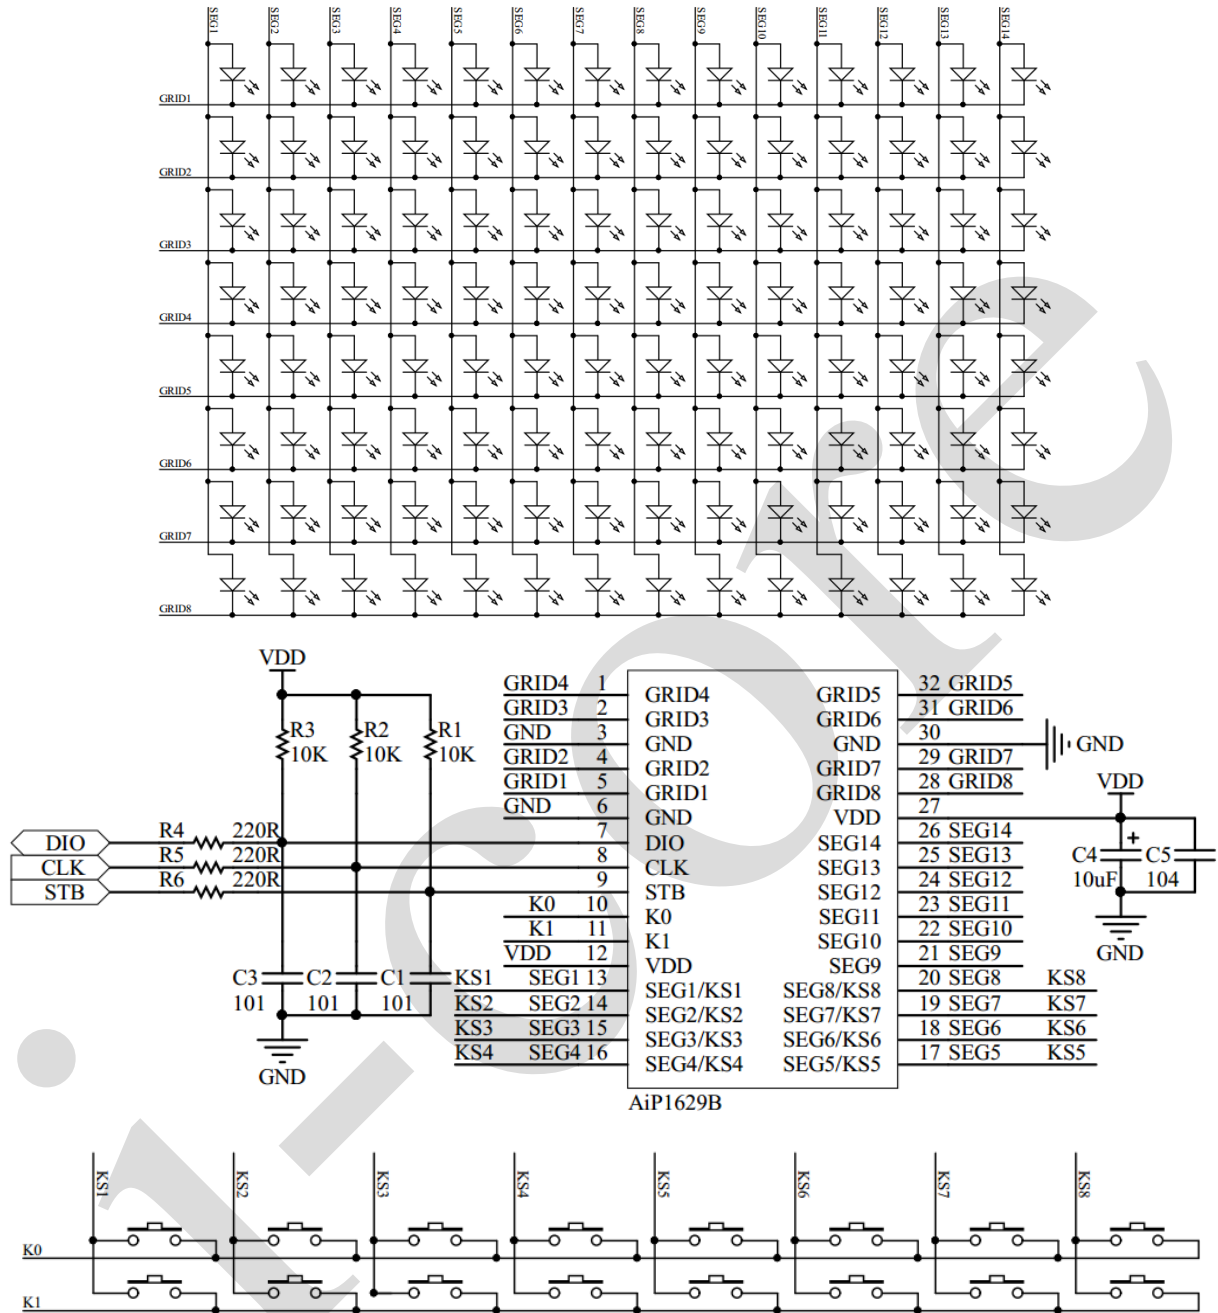 SEG1 SEG2 SEG3 SEG4 SEG5 SEG6 SEG7 SEG8 SEG9 SEG10 SEG11 SEG12 SEG13 SEG14
GRID1
GRID2
GRID3
GRID4
GRID5
GRID6
GRID7
GRID8
VDD
R3 10K
R2 10K
R1 10K
DIO R4 220R
CLK R5 220R
STB R6 220R
C3 101
C2 101
C1 101
GND
GRID4 1 GRID4 GRID5 32 GRID5
GRID3 2 GRID3 GRID6 31 GRID6
GND 3 GND GND 30 GND
GRID2 4 GRID2 GRID7 29 GRID7
GRID1 5 GRID1 GRID8 28 GRID8
GND 6 GND VDD 27 VDD
7 DIO SEG14 26 SEG14
8 CLK SEG13 25 SEG13
9 STB SEG12 24 SEG12
K0 10 K0 SEG11 23 SEG11
K1 11 K1 SEG10 22 SEG10
VDD 12 VDD SEG9 21 SEG9
KS1 SEG1 13 SEG1/KS1 SEG8/KS8 20 SEG8 KS8
KS2 SEG2 14 SEG2/KS2 SEG7/KS7 19 SEG7 KS7
KS3 SEG3 15 SEG3/KS3 SEG6/KS6 18 SEG6 KS6
KS4 SEG4 16 SEG4/KS4 SEG5/KS5 17 SEG5 KS5
AiP1629B
+
C4 10uF
C5 104
GND
KS1 KS2 KS3 KS4 KS5 KS6 KS7 KS8
K0
K1
i-core